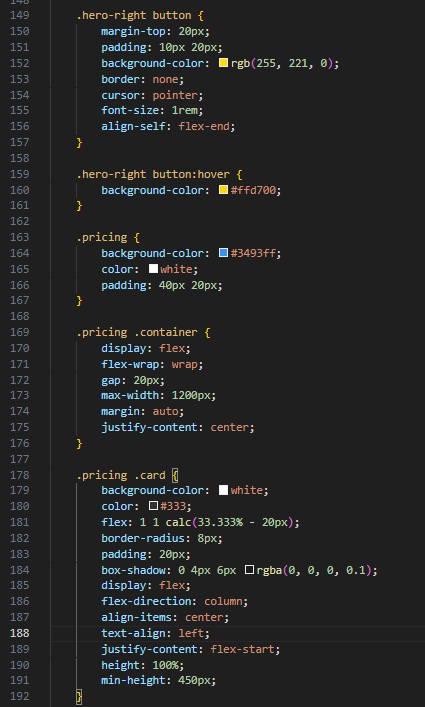 148
149 .hero-right button {
150 margin-top: 20px;
151 padding: 10px 20px;
152 background-color: rgb(255, 221, 0);
153 border: none;
154 cursor: pointer;
155 font-size: 1rem;
156 align-self: flex-end;
157 }
158
159 .hero-right button:hover {
160 background-color: #ffd700;
161 }
162
163 .pricing {
164 background-color: #3493ff;
165 color: white;
166 padding: 40px 20px;
167 }
168
169 .pricing .container {
170 display: flex;
171 flex-wrap: wrap;
172 gap: 20px;
173 max-width: 1200px;
174 margin: auto;
175 justify-content: center;
176 }
177
178 .pricing .card {
179 background-color: white;
180 color: #333;
181 flex: 1 1 calc(33.333% - 20px);
182 border-radius: 8px;
183 padding: 20px;
184 box-shadow: 0 4px 6px rgba(0, 0, 0, 0.1);
185 display: flex;
186 flex-direction: column;
187 align-items: center;
188 text-align: left;
189 justify-content: flex-start;
190 height: 100%;
191 min-height: 450px;
192 }